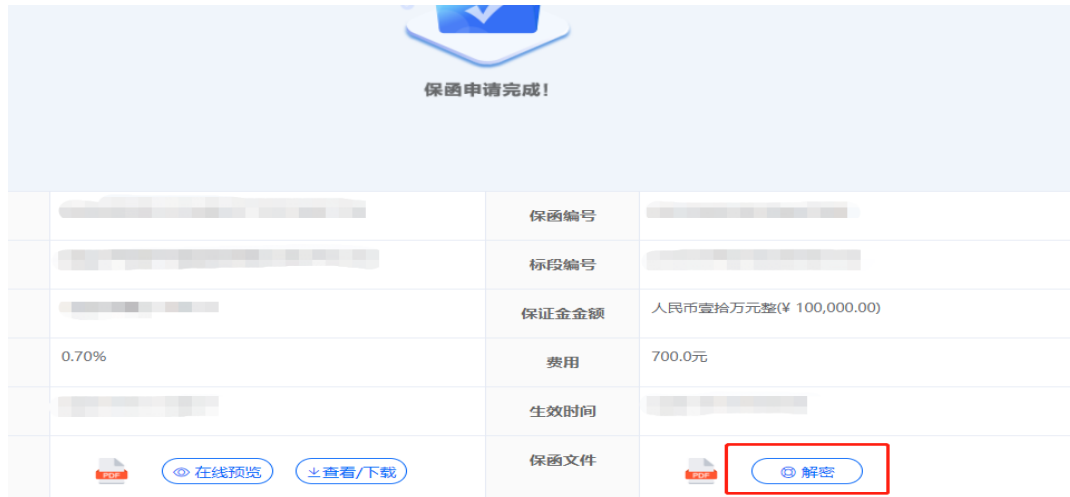 保函申请完成!
保函编号
标段编号
保证金金额 人民币壹拾万元整(¥ 100,000.00)
0.70% 费用 700.0元
生效时间
PDF 在线预览 查看/下载 保函文件 PDF 解密